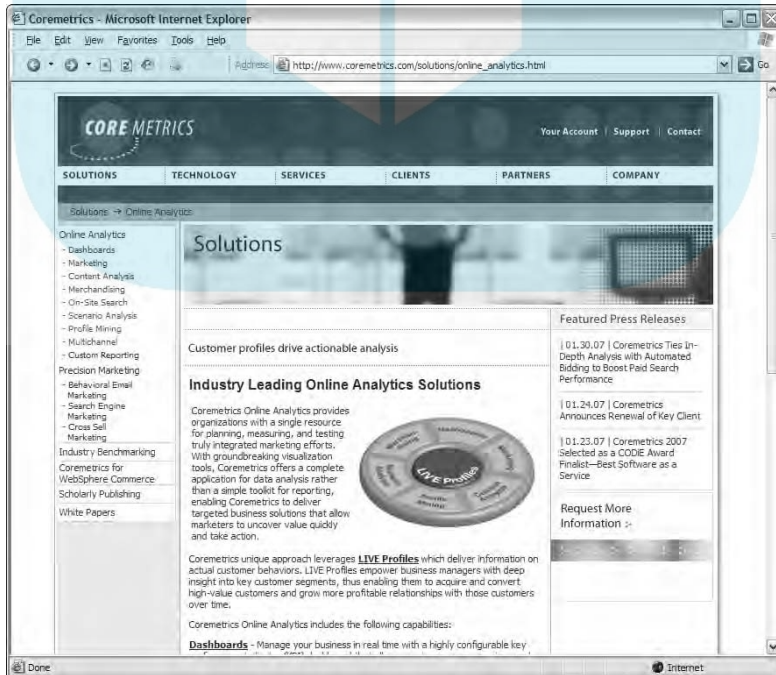 Coremetrics - Microsoft Internet Explorer
File Edit View Favorites Tools Help
Address http://www.coremetrics.com/solutions/online_analytics.html Go
COREMETRICS
Your Account | Support | Contact
SOLUTIONS TECHNOLOGY SERVICES CLIENTS PARTNERS COMPANY
Solutions → Online Analytics
Online Analytics
- Dashboards
- Marketing
- Content Analysis
- Merchandising
- On-Site Search
- Scenario Analysis
- Profile Mining
- Multichannel
- Custom Reporting
Precision Marketing
- Behavioral Email
Marketing
- Search Engine
Marketing
- Cross Sell
Marketing
Industry Benchmarking
Coremetrics for
WebSphere Commerce
Scholarly Publishing
White Papers
Solutions
Customer profiles drive actionable analysis
Industry Leading Online Analytics Solutions
Coremetrics Online Analytics provides
organizations with a single resource
for planning, measuring, and testing
truly integrated marketing efforts.
With groundbreaking visualization
tools, Coremetrics offers a complete
application for data analysis rather
than a simple toolkit for reporting,
enabling Coremetrics to deliver
targeted business solutions that allow
marketers to uncover value quickly
and take action.
LIVE Profiles
Coremetrics unique approach leverages LIVE Profiles which deliver information on
actual customer behaviors. LIVE Profiles empower business managers with deep
insight into key customer segments, thus enabling them to acquire and convert
high-value customers and grow more profitable relationships with those customers
over time.
Coremetrics Online Analytics includes the following capabilities:
Dashboards - Manage your business in real time with a highly configurable key
Featured Press Releases
| 01.30.07 | Coremetrics Ties In-
Depth Analysis with Automated
Bidding to Boost Paid Search
Performance
| 01.24.07 | Coremetrics
Announces Renewal of Key Client
| 01.23.07 | Coremetrics 2007
Selected as a CODiE Award
Finalist—Best Software as a
Service
Request More
Information :-
Done Internet